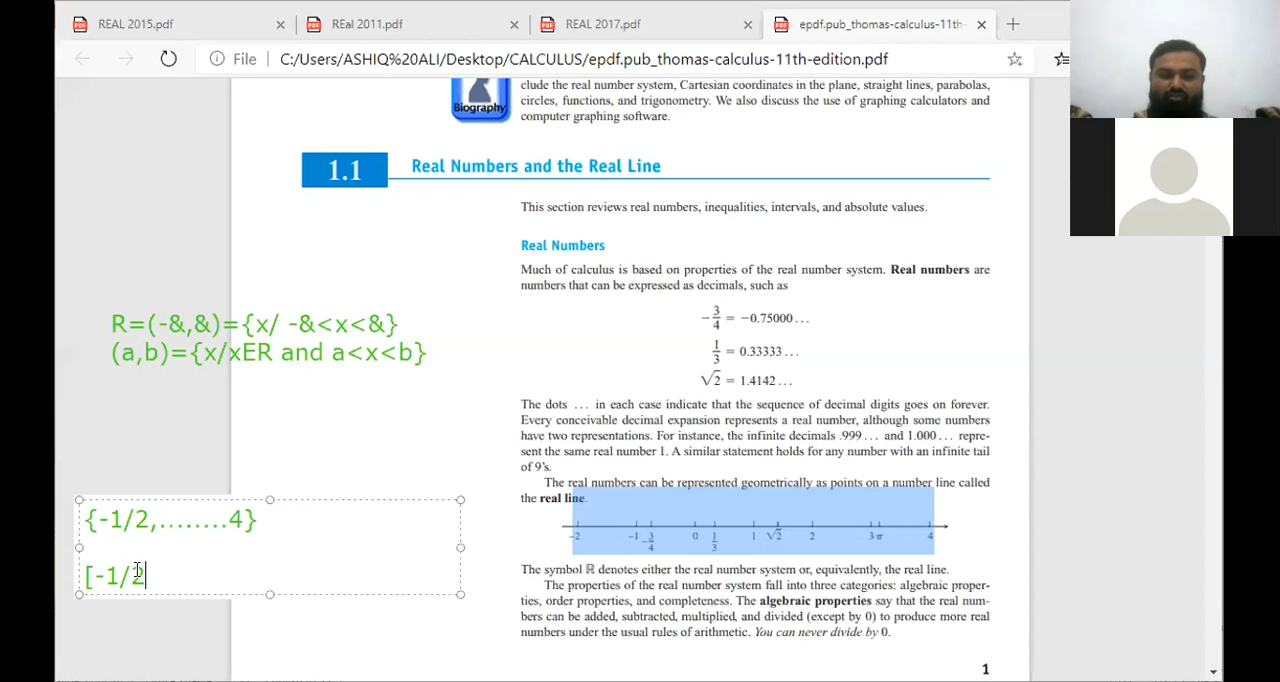 REAL 2015.pdf
REal 2011.pdf
REAL 2017.pdf
epdf.pub_thomas-calculus-11th-
File C:/Users/ASHIQ%20ALI/Desktop/CALCULUS/epdf.pub_thomas-calculus-11th-edition.pdf
Biography
clude the real number system, Cartesian coordinates in the plane, straight lines, parabolas,
circles, functions, and trigonometry. We also discuss the use of graphing calculators and
computer graphing software.
1.1 Real Numbers and the Real Line
This section reviews real numbers, inequalities, intervals, and absolute values.
Real Numbers
Much of calculus is based on properties of the real number system. Real numbers are
numbers that can be expressed as decimals, such as
-3/4 = -0.75000...
1/3 = 0.33333...
√2 = 1.4142...
The dots ... in each case indicate that the sequence of decimal digits goes on forever.
Every conceivable decimal expansion represents a real number, although some numbers
have two representations. For instance, the infinite decimals .999... and 1.000... repre-
sent the same real number 1. A similar statement holds for any number with an infinite tail
of 9's.
The real numbers can be represented geometrically as points on a number line called
the real line.
-2 -1 -3/4 0 1/3 1 √2 2 3 π 4
The symbol ℝ denotes either the real number system or, equivalently, the real line.
The properties of the real number system fall into three categories: algebraic proper-
ties, order properties, and completeness. The algebraic properties say that the real num-
bers can be added, subtracted, multiplied, and divided (except by 0) to produce more real
numbers under the usual rules of arithmetic. You can never divide by 0.
1
R=(-&,&)={x/ -&<x<&}
(a,b)={x/xER and a<x<b}
{-1/2,........4}
[-1/2